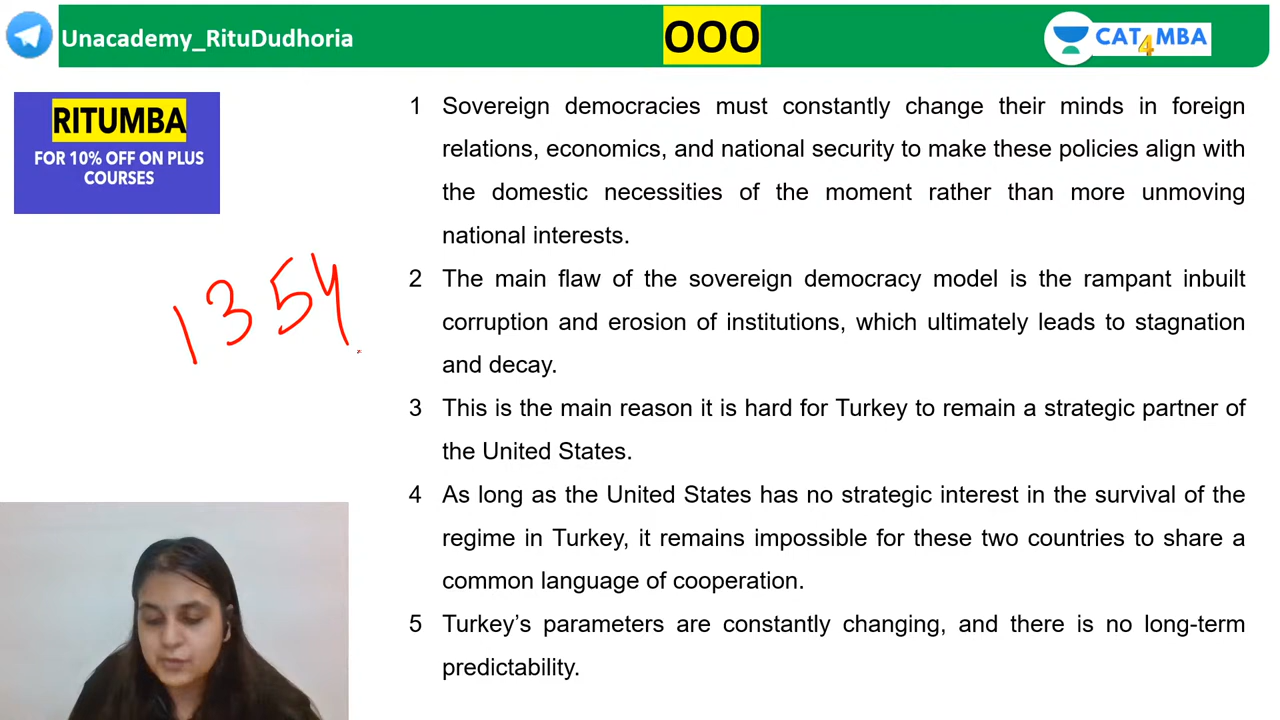 Unacademy_RituDudhoria
OOO
CAT4MBA
RITUMBA
FOR 10% OFF ON PLUS
COURSES
1354
1 Sovereign democracies must constantly change their minds in foreign
relations, economics, and national security to make these policies align with
the domestic necessities of the moment rather than more unmoving
national interests.
2 The main flaw of the sovereign democracy model is the rampant inbuilt
corruption and erosion of institutions, which ultimately leads to stagnation
and decay.
3 This is the main reason it is hard for Turkey to remain a strategic partner of
the United States.
4 As long as the United States has no strategic interest in the survival of the
regime in Turkey, it remains impossible for these two countries to share a
common language of cooperation.
5 Turkey’s parameters are constantly changing, and there is no long-term
predictability.